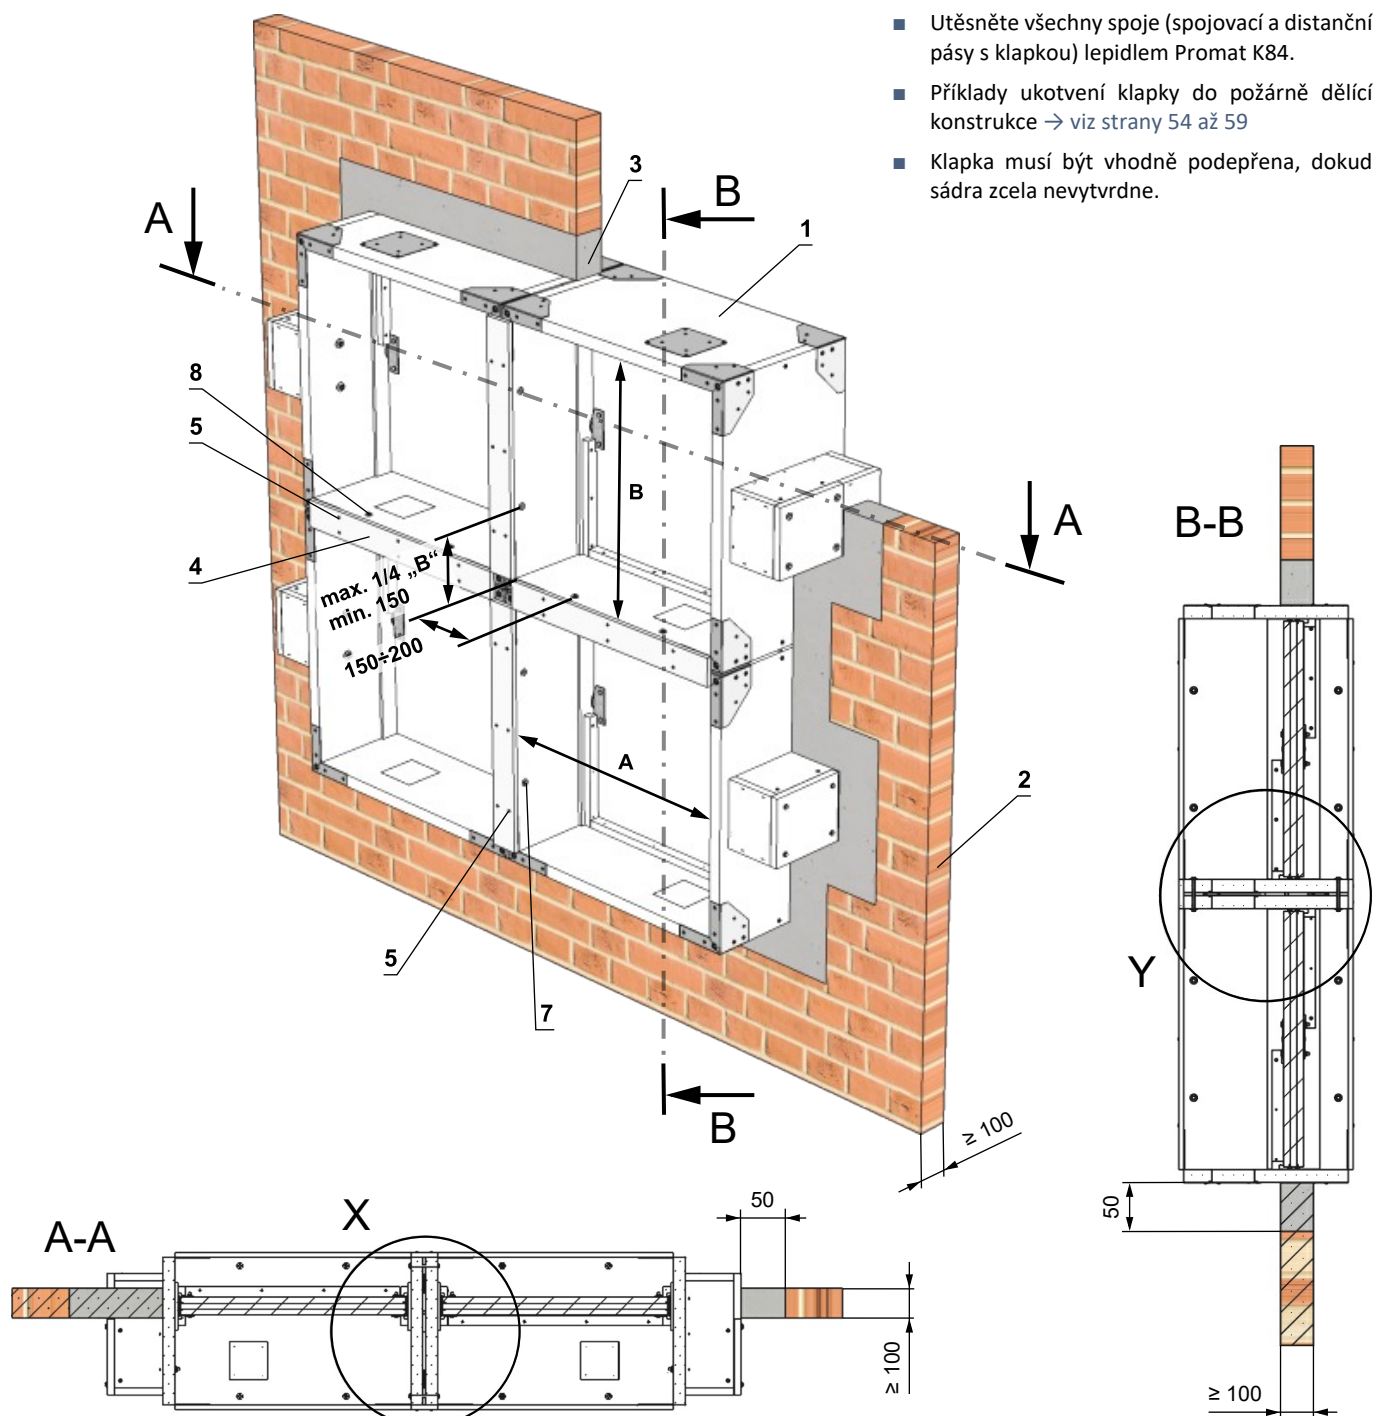 ■ Utěsněte všechny spoje (spojovací a distanční
pásy s klapkou) lepidlem Promat K84.
■ Příklady ukotvení klapky do požárně dělící
konstrukce → viz strany 54 až 59
■ Klapka musí být vhodně podepřena, dokud
sádra zcela nevytvrdne.
3
B
1
A
8
5
4
B
A
B-B
max. 1/4 „B“
min. 150
150÷200
A
2
5
7
Y
B
≥ 100
X
50
A-A
50
≥ 100
≥ 100